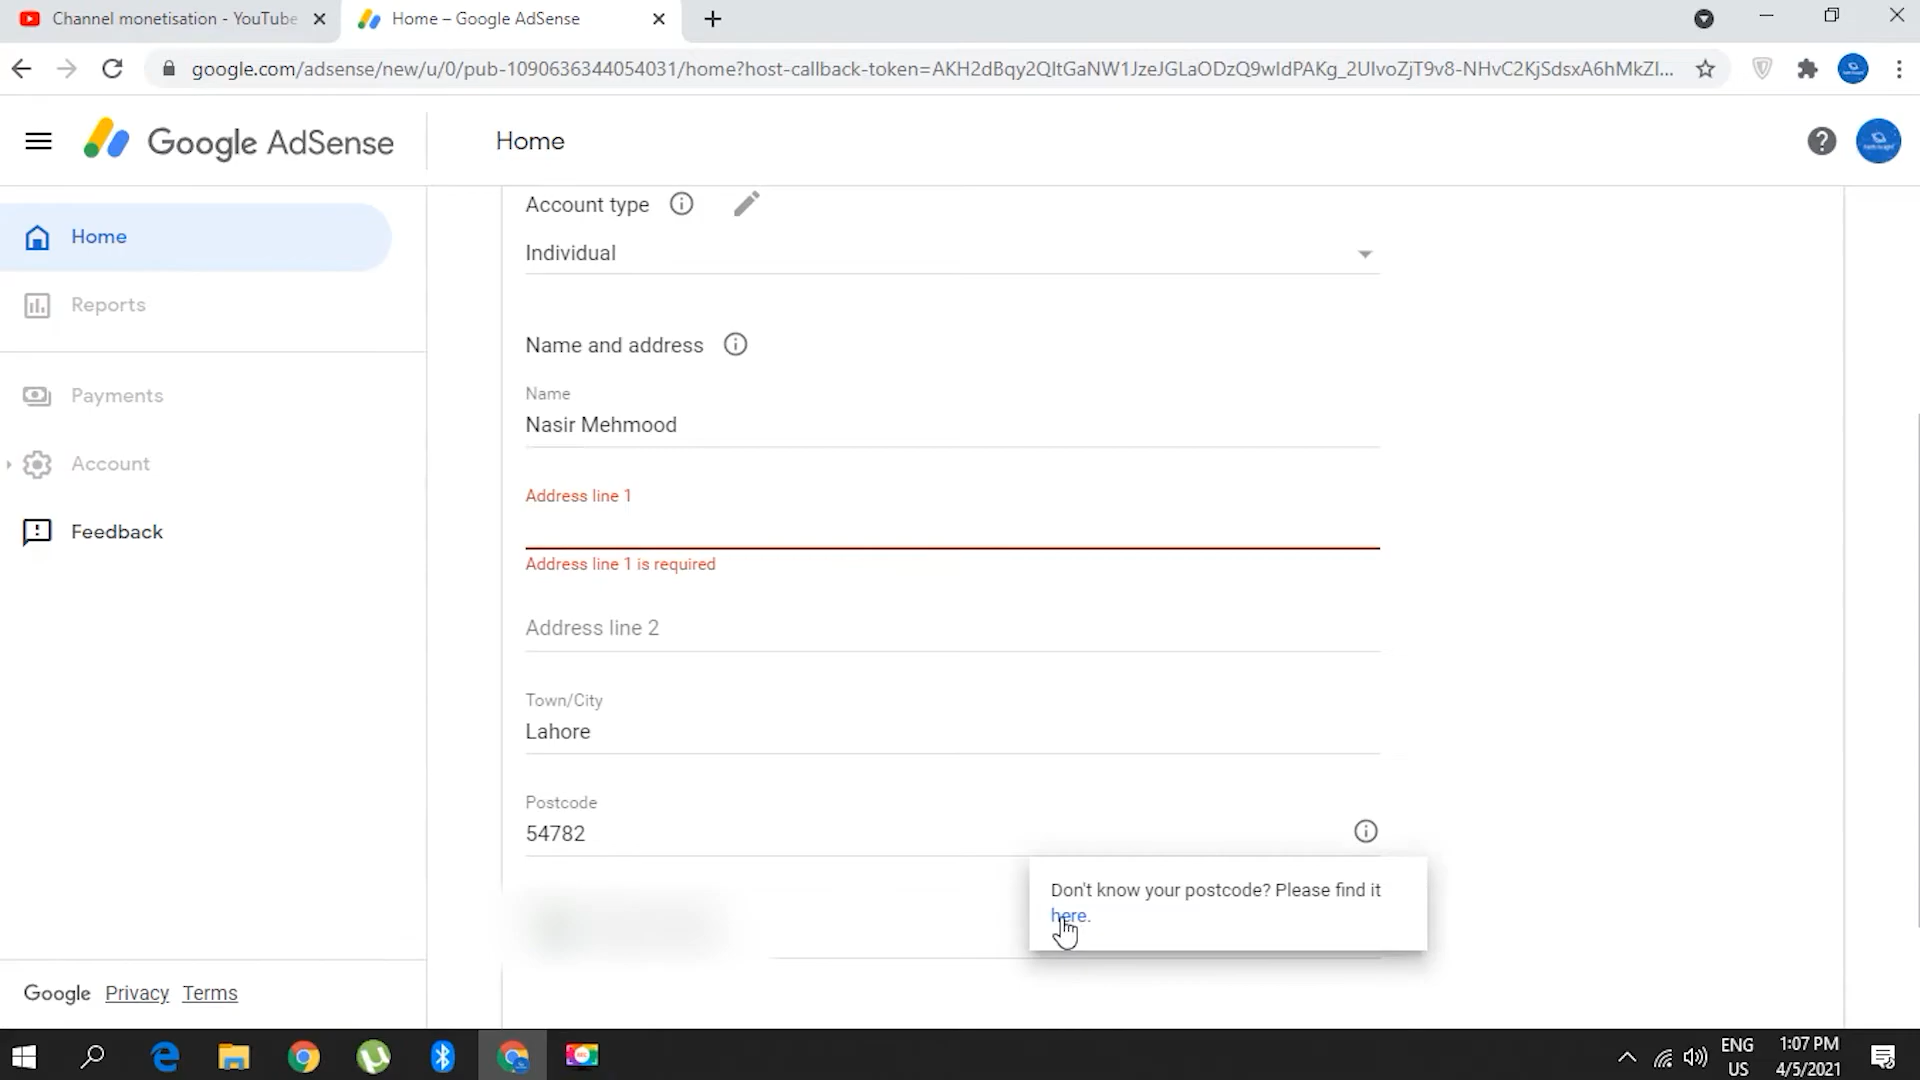 Channel monetisation - YouTube
Home – Google AdSense
google.com/adsense/new/u/0/pub-1090636344054031/home?host-callback-token=AKH2dBqy2QltGaNW1JzeJGLaODzQ9wIdPAKg_2UIvoZjT9v8-NHvC2KjSdsxA6hMkZI...
Google AdSense
Home
Account type
Home
Individual
Reports
Name and address
Payments
Name
Nasir Mehmood
Account
Address line 1
Feedback
Address line 1 is required
Address line 2
Town/City
Lahore
Postcode
54782
Don't know your postcode? Please find it
here.
Google Privacy Terms
ENG
US
1:07 PM
4/5/2021